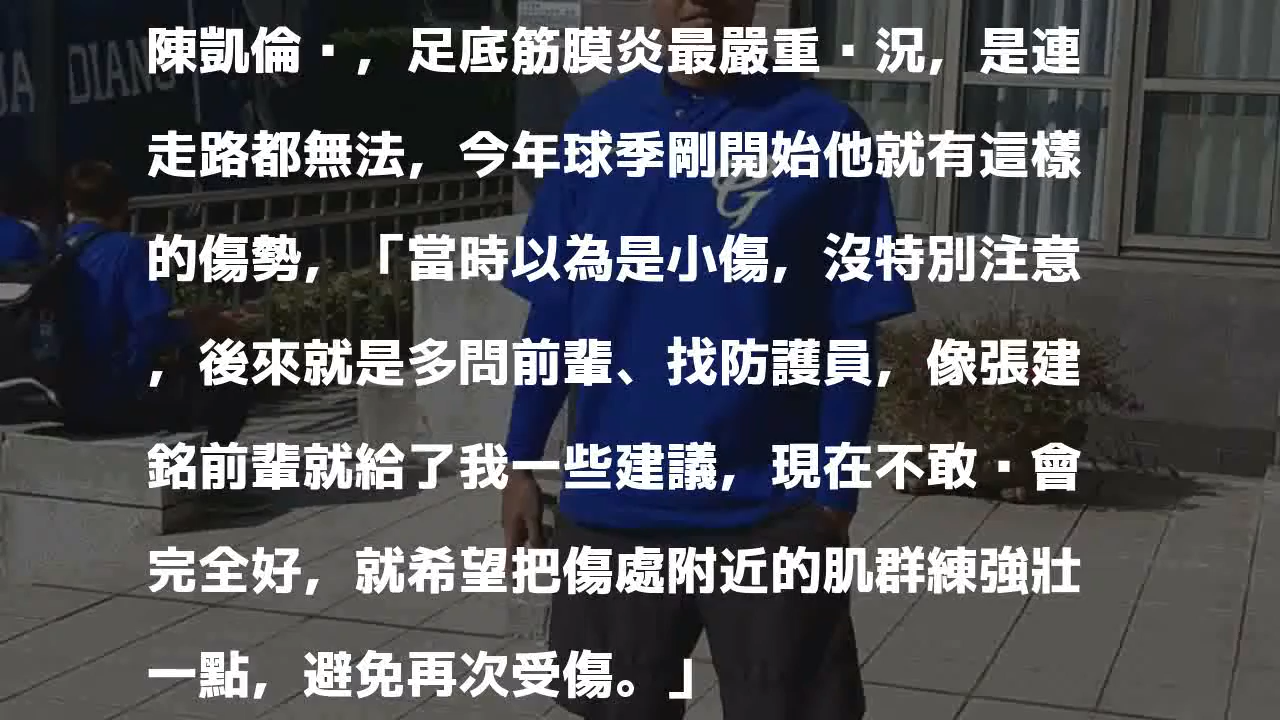 陳凱倫▪，足底筋膜炎最嚴重▪況，是連
走路都無法，今年球季剛開始他就有這樣
的傷勢，「當時以為是小傷，沒特別注意
，後來就是多問前輩、找防護員，像張建
銘前輩就給了我一些建議，現在不敢▪會
完全好，就希望把傷處附近的肌群練強壯
一點，避免再次受傷。」
G